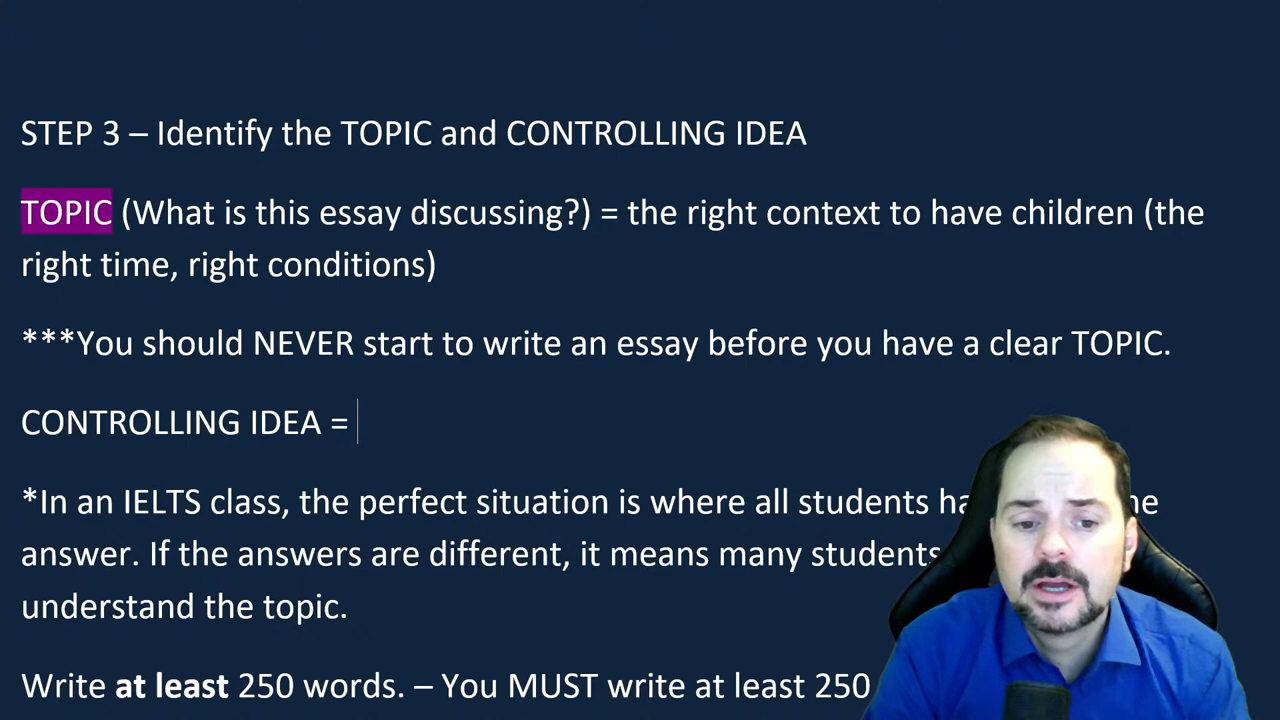 STEP 3 – Identify the TOPIC and CONTROLLING IDEA
TOPIC (What is this essay discussing?) = the right context to have children (the
right time, right conditions)
***You should NEVER start to write an essay before you have a clear TOPIC.
CONTROLLING IDEA =
*In an IELTS class, the perfect situation is where all students
answer. If the answers are different, it means many students
understand the topic.
Write at least 250 words. – You MUST write at least 250